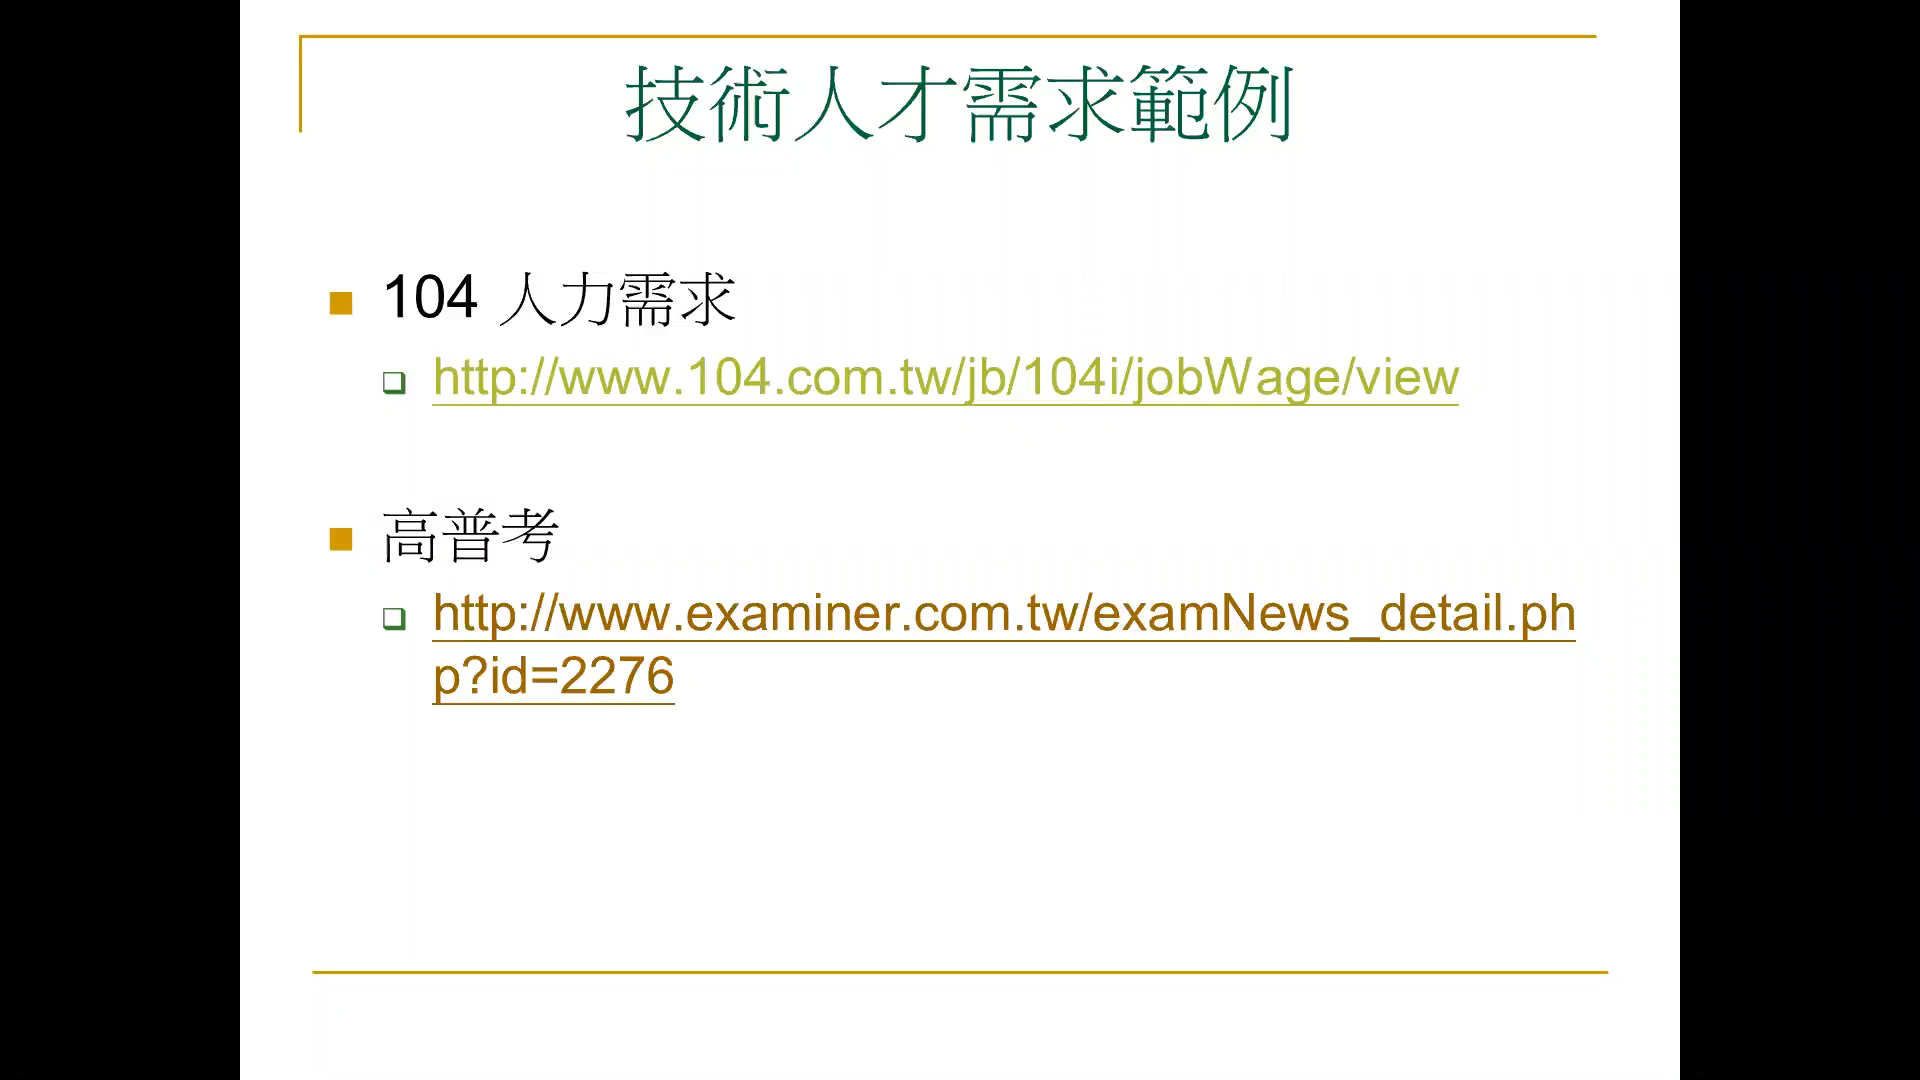 技術人才需求範例
104 人力需求
http://www.104.com.tw/jb/104i/jobWage/view
高普考
http://www.examiner.com.tw/examNews_detail.ph
p?id=2276